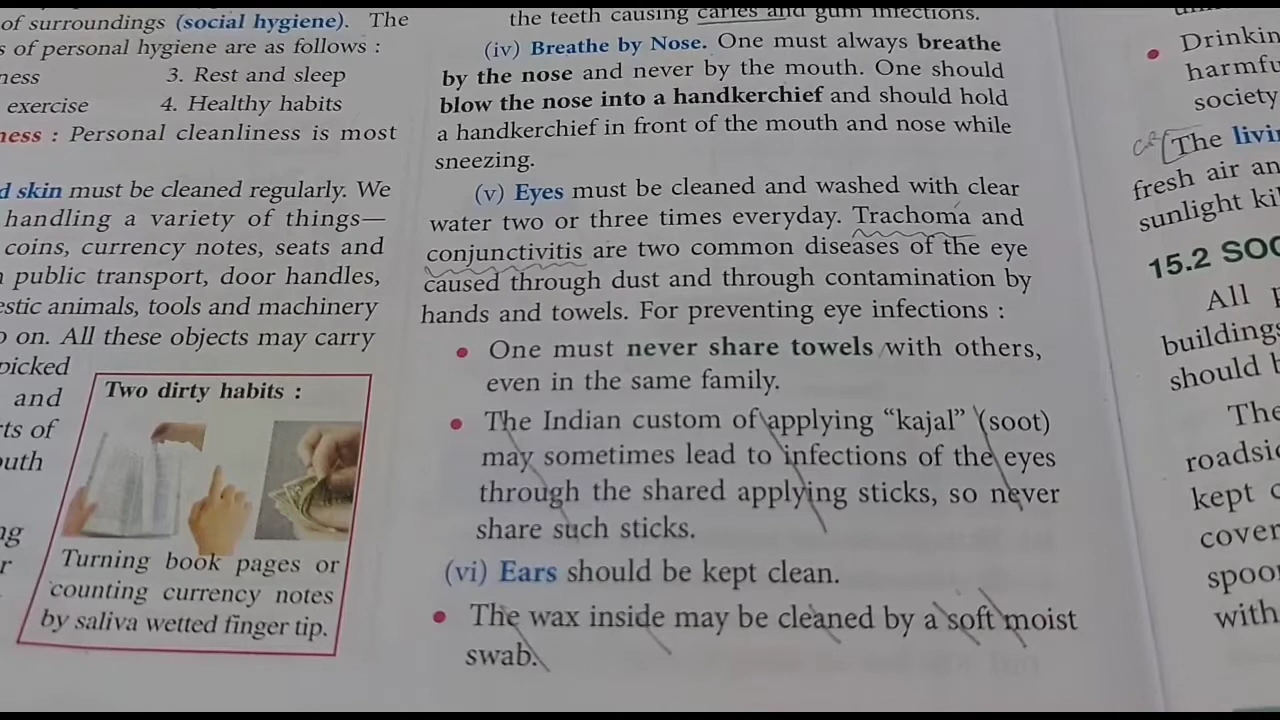 of surroundings (social hygiene). The
of personal hygiene are as follows :
3. Rest and sleep
exercise 4. Healthy habits
: Personal cleanliness is most
skin must be cleaned regularly. We
handling a variety of things—
coins, currency notes, seats and
public transport, door handles,
animals, tools and machinery
on. All these objects may carry
picked
and
of
Two dirty habits :
Turning book pages or
counting currency notes
by saliva wetted finger tip.
the teeth causing caries and gum infections.
(iv) Breathe by Nose. One must always breathe
by the nose and never by the mouth. One should
blow the nose into a handkerchief and should hold
a handkerchief in front of the mouth and nose while
sneezing.
(v) Eyes must be cleaned and washed with clear
water two or three times everyday. Trachoma and
conjunctivitis are two common diseases of the eye
caused through dust and through contamination by
hands and towels. For preventing eye infections :
• One must never share towels with others,
even in the same family.
• The Indian custom of applying “kajal” (soot)
may sometimes lead to infections of the eyes
through the shared applying sticks, so never
share such sticks.
(vi) Ears should be kept clean.
• The wax inside may be cleaned by a soft moist
swab.
• Drinkin
harmfu
society
The livi
fresh air an
sunlight ki
15.2 SOC
All
buildings
should b
The
roadsi
kept
cover
spoo
with